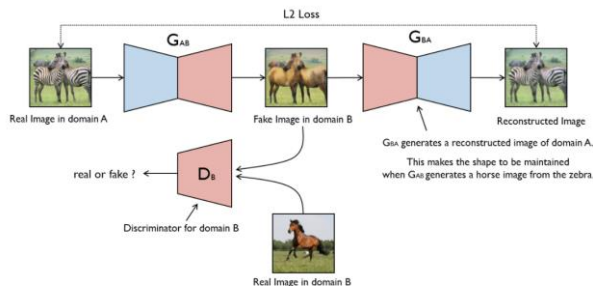 L2 Loss
GAB
GBA
Real Image in domain A
Fake Image in domain B
Reconstructed Image
GBA generates a reconstructed image of domain A.
This makes the shape to be maintained
when GAB generates a horse image from the zebra
real or fake ?
DB
Discriminator for domain B
Real Image in domain B